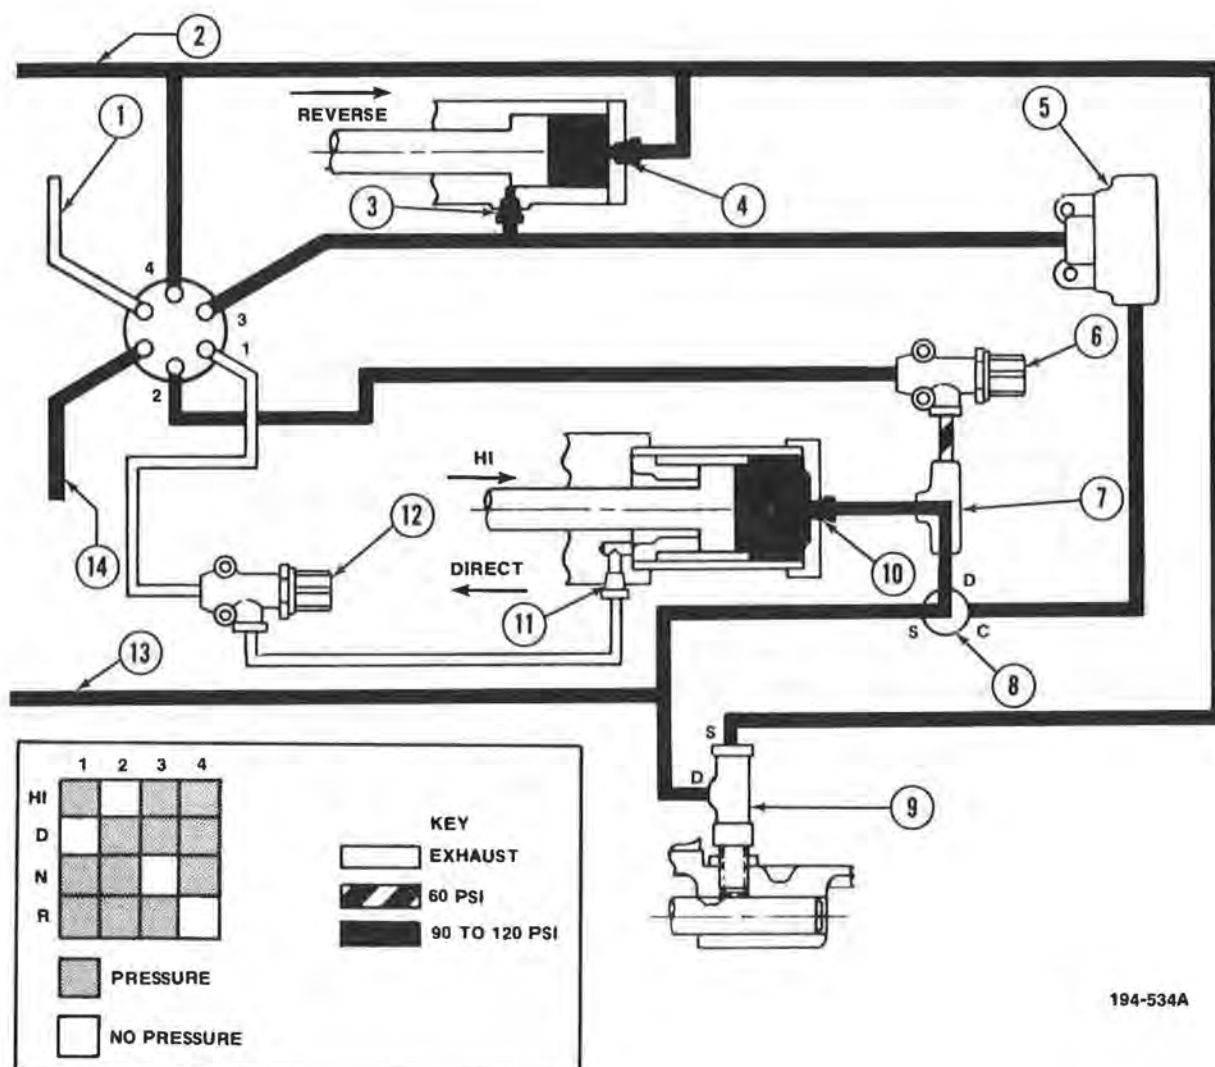 2
1
5
REVERSE
3
4
4
3
1
2
6
HI
12
7
14
DIRECT
10
11
D
S
C
13
8
S
D
9
1 2 3 4
HI
D
N
R
PRESSURE
NO PRESSURE
KEY
EXHAUST
60 PSI
90 TO 120 PSI
194-534A